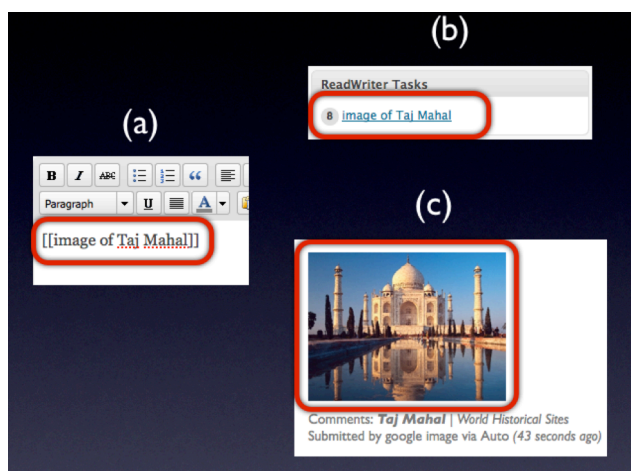 (a)
B I ABC
Paragraph U A
[[image of Taj Mahal]]
(b)
ReadWriter Tasks
8 image of Taj Mahal
(c)
Comments: Taj Mahal | World Historical Sites
Submitted by google image via Auto (43 seconds ago)